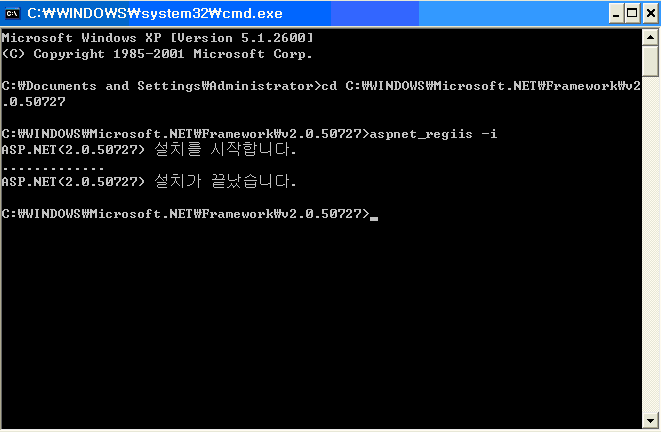 C:₩WINDOWS₩system32₩cmd.exe
Microsoft Windows XP [Version 5.1.2600]
(C) Copyright 1985-2001 Microsoft Corp.
C:₩Documents and Settings₩Administrator>cd C:₩WINDOWS₩Microsoft.NET₩Framework₩v2
.0.50727
C:₩WINDOWS₩Microsoft.NET₩Framework₩v2.0.50727>aspnet_regiis -i
ASP.NET(2.0.50727) 설치를 시작합니다.
.............
ASP.NET(2.0.50727) 설치가 끝났습니다.
C:₩WINDOWS₩Microsoft.NET₩Framework₩v2.0.50727>_